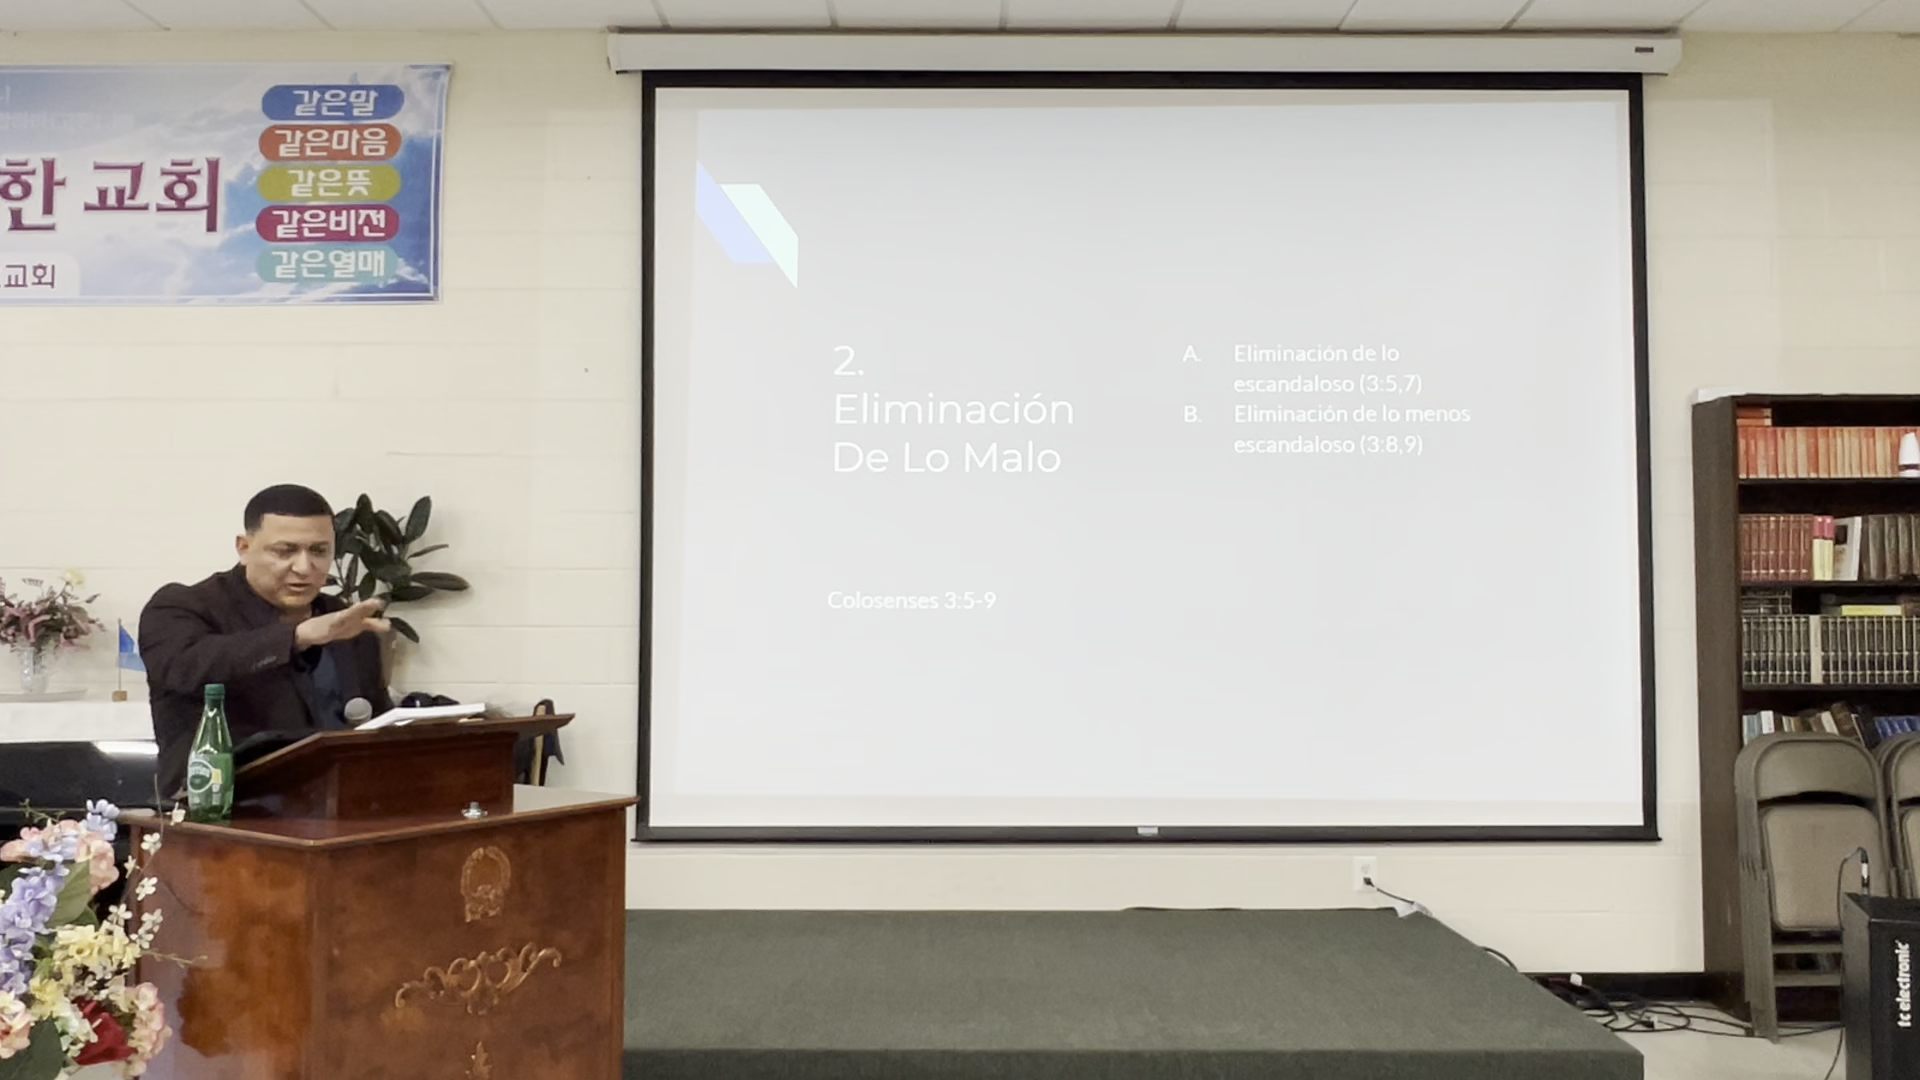 같은말
같은마음
같은뜻
같은비전
같은열매
한 교회
교회
2.
Eliminación
De Lo Malo
Colosenses 3:5-9
A. Eliminación de lo
escandaloso (3:5,7)
B. Eliminación de lo menos
escandaloso (3:8,9)
tc electronic